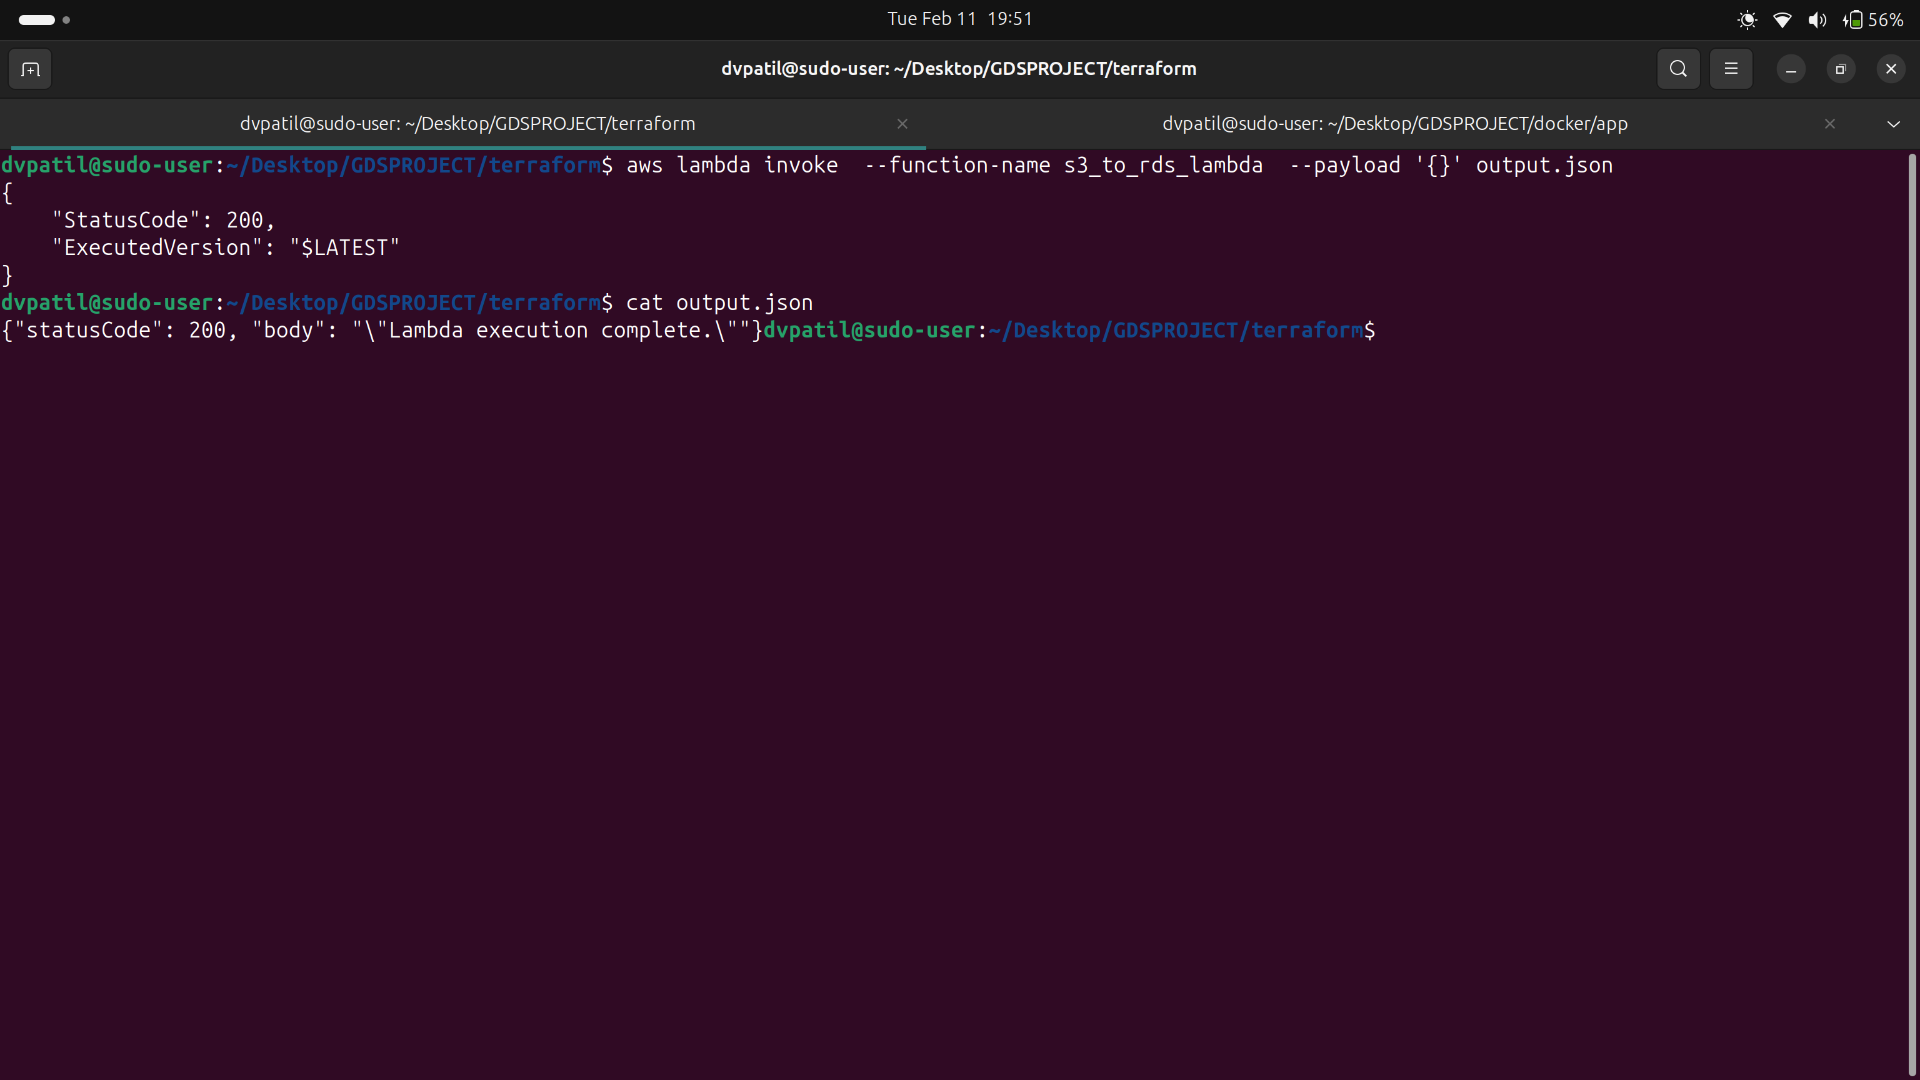 Tue Feb 11  19:51
56%
dvpatil@sudo-user: ~/Desktop/GDSPROJECT/terraform
dvpatil@sudo-user: ~/Desktop/GDSPROJECT/terraform
dvpatil@sudo-user: ~/Desktop/GDSPROJECT/docker/app
dvpatil@sudo-user:~/Desktop/GDSPROJECT/terraform$ aws lambda invoke  --function-name s3_to_rds_lambda  --payload '{}' output.json
{
    "StatusCode": 200,
    "ExecutedVersion": "$LATEST"
}
dvpatil@sudo-user:~/Desktop/GDSPROJECT/terraform$ cat output.json
{"statusCode": 200, "body": "\"Lambda execution complete.\""}dvpatil@sudo-user:~/Desktop/GDSPROJECT/terraform$